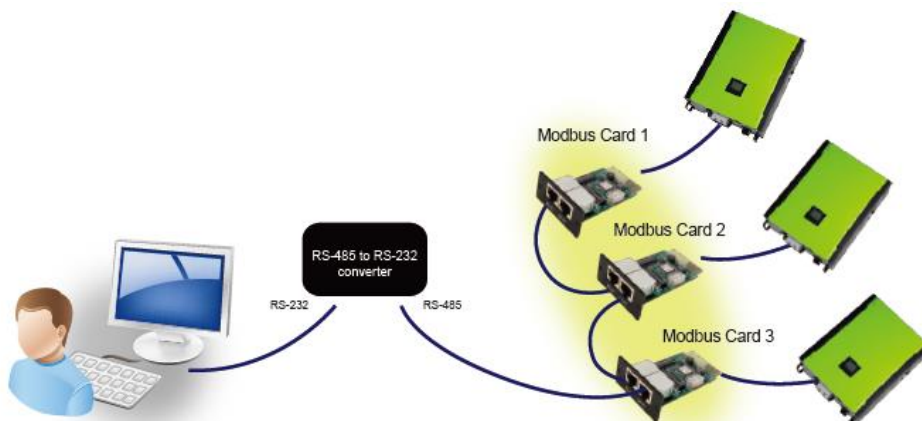 Modbus Card 1
Modbus Card 2
RS-485 to RS-232
converter
RS-232
RS-485
Modbus Card 3